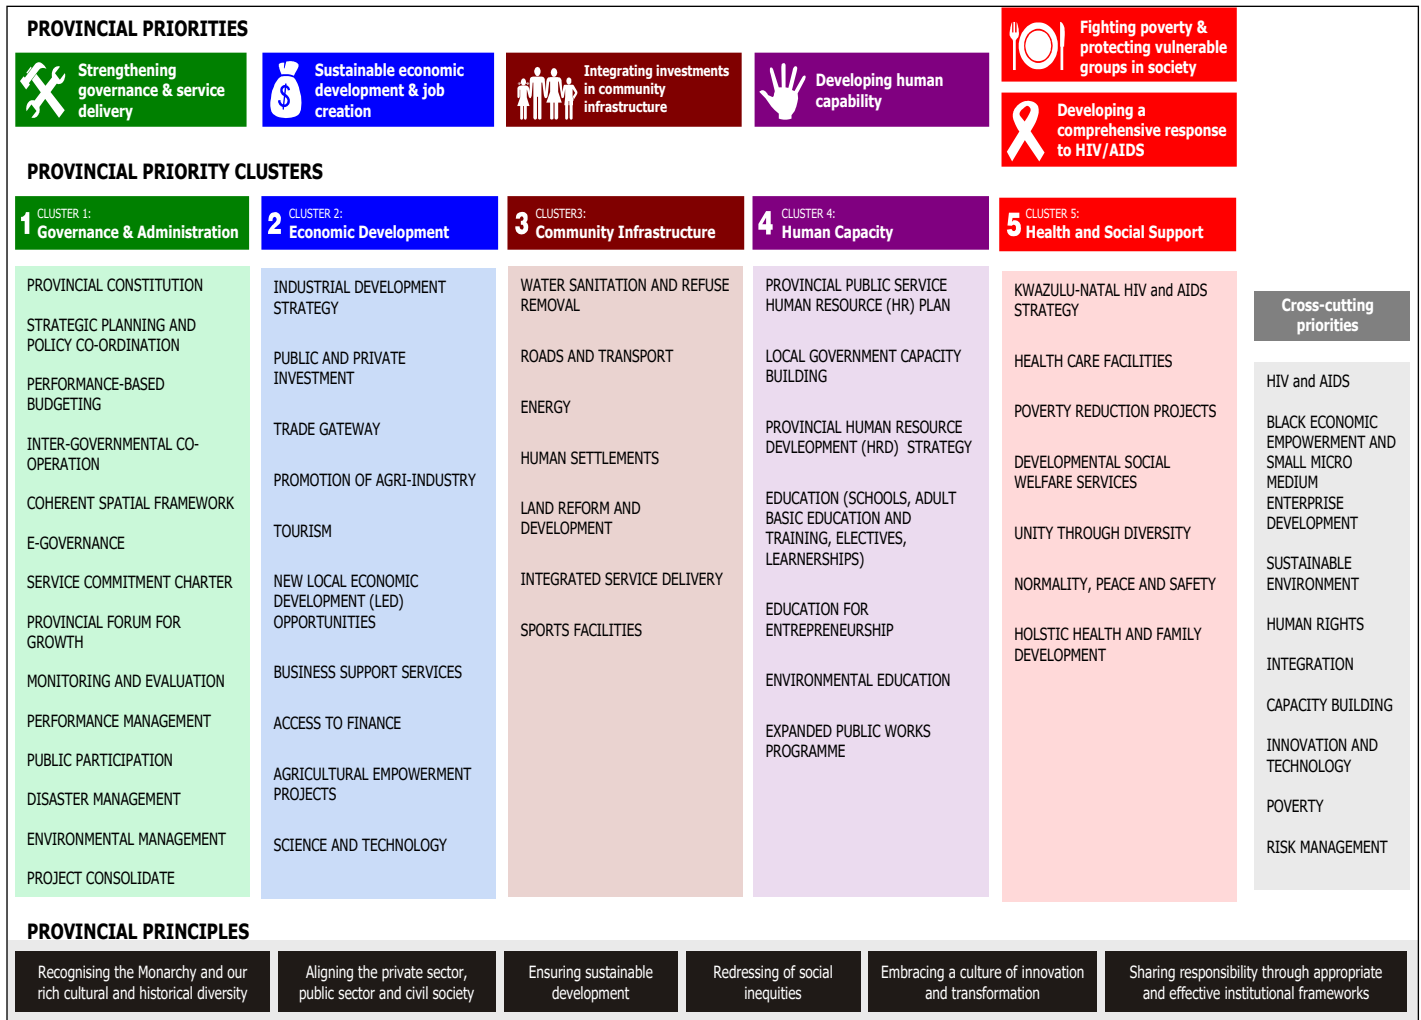 PROVINCIAL PRIORITIES
Strengthening
governance & service
delivery
$
Sustainable economic
development & job
creation
Integrating investments
in community
infrastructure
Developing human
capability
Fighting poverty &
protecting vulnerable
groups in society
Developing a
comprehensive response
to HIV/AIDS
PROVINCIAL PRIORITY CLUSTERS
1
CLUSTER 1:
Governance & Administration
PROVINCIAL CONSTITUTION
STRATEGIC PLANNING AND
POLICY CO-ORDINATION
PERFORMANCE-BASED
BUDGETING
INTER-GOVERNMENTAL CO-
OPERATION
COHERENT SPATIAL FRAMEWORK
E-GOVERNANCE
SERVICE COMMITMENT CHARTER
PROVINCIAL FORUM FOR
GROWTH
MONITORING AND EVALUATION
PERFORMANCE MANAGEMENT
PUBLIC PARTICIPATION
DISASTER MANAGEMENT
ENVIRONMENTAL MANAGEMENT
PROJECT CONSOLIDATE
2
CLUSTER 2:
Economic Development
INDUSTRIAL DEVELOPMENT
STRATEGY
PUBLIC AND PRIVATE
INVESTMENT
TRADE GATEWAY
PROMOTION OF AGRI-INDUSTRY
TOURISM
NEW LOCAL ECONOMIC
DEVELOPMENT (LED)
OPPORTUNITIES
BUSINESS SUPPORT SERVICES
ACCESS TO FINANCE
AGRICULTURAL EMPOWERMENT
PROJECTS
SCIENCE AND TECHNOLOGY
3
CLUSTER3:
Community Infrastructure
WATER SANITATION AND REFUSE
REMOVAL
ROADS AND TRANSPORT
ENERGY
HUMAN SETTLEMENTS
LAND REFORM AND
DEVELOPMENT
INTEGRATED SERVICE DELIVERY
SPORTS FACILITIES
4
CLUSTER 4:
Human Capacity
PROVINCIAL PUBLIC SERVICE
HUMAN RESOURCE (HR) PLAN
LOCAL GOVERNMENT CAPACITY
BUILDING
PROVINCIAL HUMAN RESOURCE
DEVLEOPMENT (HRD) STRATEGY
EDUCATION (SCHOOLS, ADULT
BASIC EDUCATION AND
TRAINING, ELECTIVES,
LEARNERSHIPS)
EDUCATION FOR
ENTREPRENEURSHIP
ENVIRONMENTAL EDUCATION
EXPANDED PUBLIC WORKS
PROGRAMME
5
CLUSTER 5:
Health and Social Support
KWAZULU-NATAL HIV and AIDS
STRATEGY
HEALTH CARE FACILITIES
POVERTY REDUCTION PROJECTS
DEVELOPMENTAL SOCIAL
WELFARE SERVICES
UNITY THROUGH DIVERSITY
NORMALITY, PEACE AND SAFETY
HOLSTIC HEALTH AND FAMILY
DEVELOPMENT
Cross-cutting
priorities
HIV and AIDS
BLACK ECONOMIC
EMPOWERMENT AND
SMALL MICRO
MEDIUM
ENTERPRISE
DEVELOPMENT
SUSTAINABLE
ENVIRONMENT
HUMAN RIGHTS
INTEGRATION
CAPACITY BUILDING
INNOVATION AND
TECHNOLOGY
POVERTY
RISK MANAGEMENT
PROVINCIAL PRINCIPLES
Recognising the Monarchy and our
rich cultural and historical diversity
Aligning the private sector,
public sector and civil society
Ensuring sustainable
development
Redressing of social
inequities
Embracing a culture of innovation
and transformation
Sharing responsibility through appropriate
and effective institutional frameworks